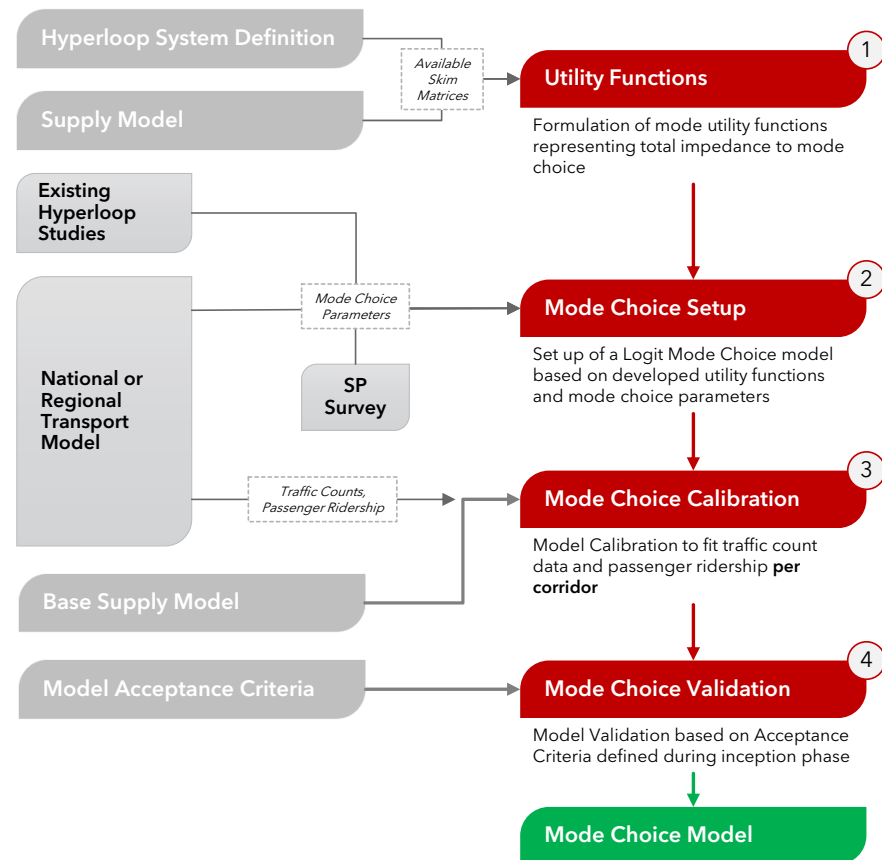 Hyperloop System Definition
Supply Model
Available
Skim
Matrices
1
Utility Functions
Formulation of mode utility functions
representing total impedance to mode
choice
Existing
Hyperloop
Studies
National or
Regional
Transport
Model
Mode Choice
Parameters
SP
Survey
2
Mode Choice Setup
Set up of a Logit Mode Choice model
based on developed utility functions
and mode choice parameters
Traffic Counts,
Passenger Ridership
3
Mode Choice Calibration
Model Calibration to fit traffic count
data and passenger ridership per
corridor
Base Supply Model
Model Acceptance Criteria
4
Mode Choice Validation
Model Validation based on Acceptance
Criteria defined during inception phase
Mode Choice Model